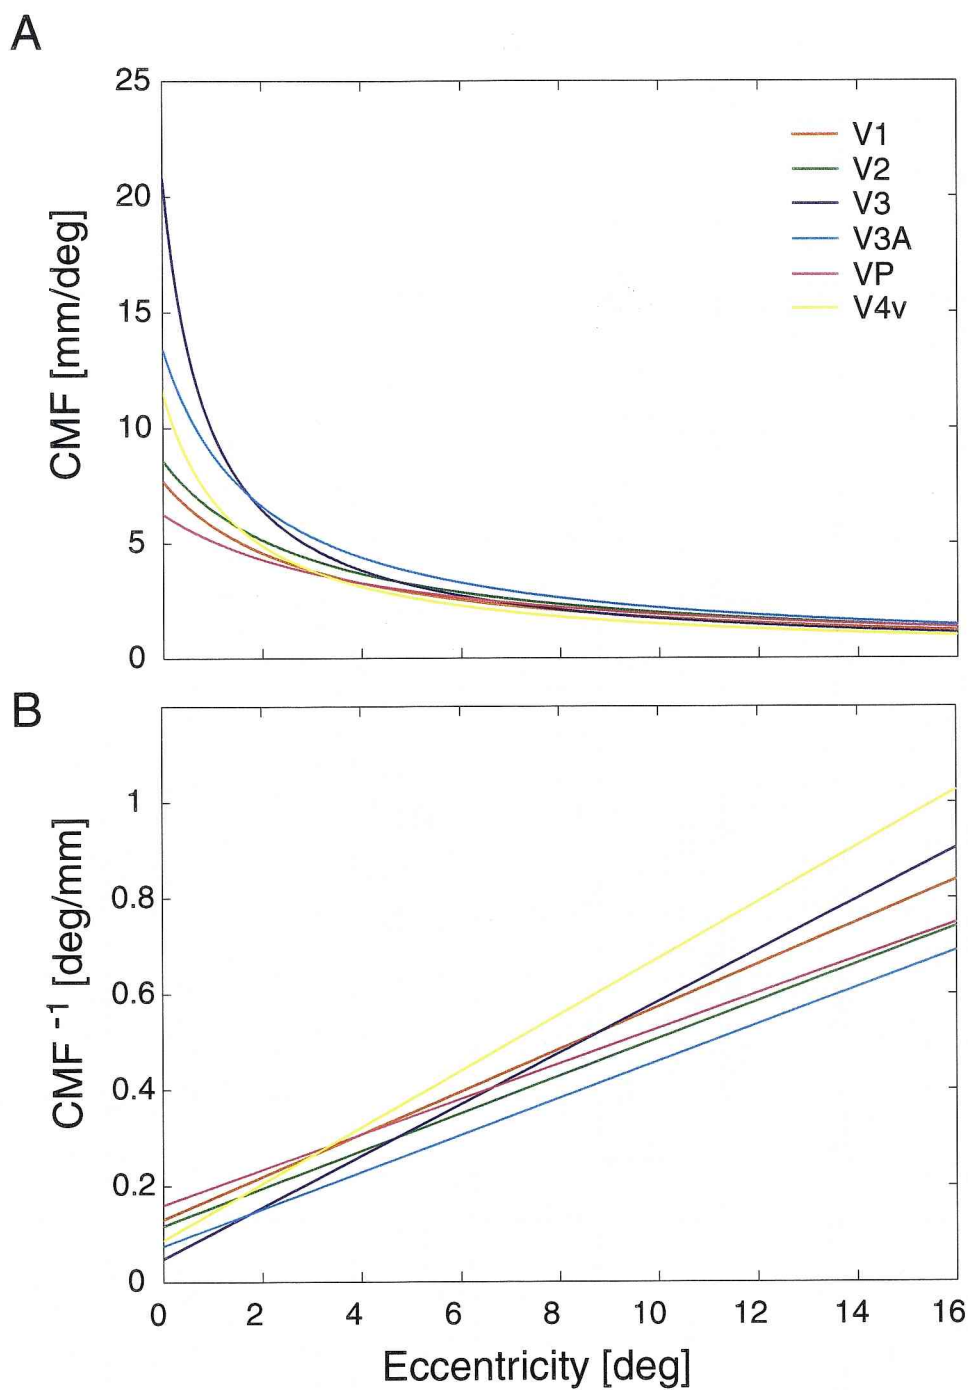 A
25
20
15
10
5
0
CMF [mm/deg]
V1
V2
V3
V3A
VP
V4v
B
1
0.8
0.6
0.4
0.2
0
CMF -1 [deg/mm]
0 2 4 6 8 10 12 14 16
Eccentricity [deg]